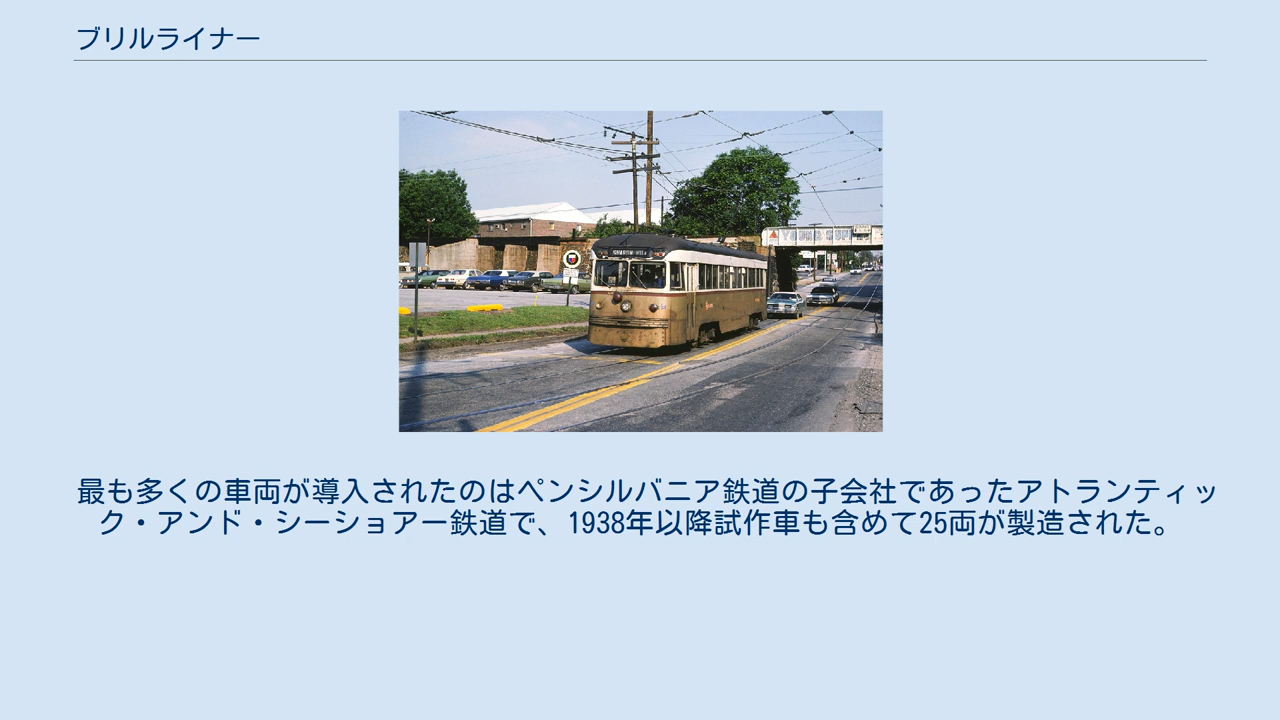 ブリルライナー
最も多くの車両が導入されたのはペンシルバニア鉄道の子会社であったアトランティッ
ク・アンド・シーショアー鉄道で、1938年以降試作車も含めて25両が製造された。